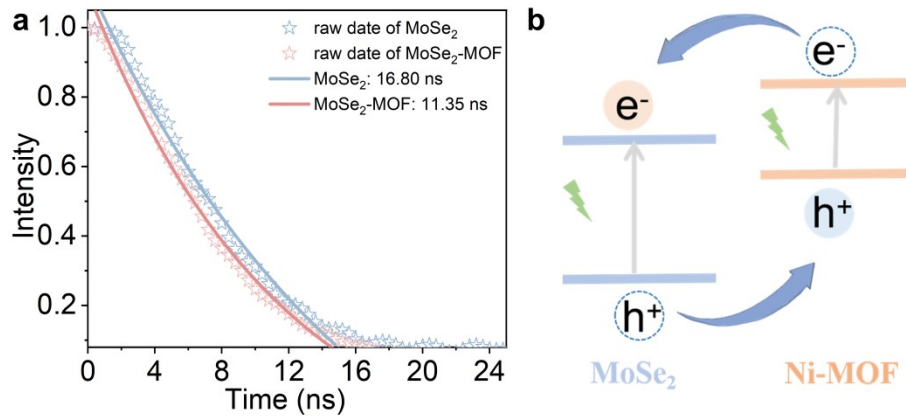 a
1.0
0.8
0.6
0.4
0.2
Intensity
0
4
8
12
16
20
24
Time (ns)
raw date of MoSe₂
raw date of MoSe₂-MOF
MoSe₂: 16.80 ns
MoSe₂-MOF: 11.35 ns
b
e⁻
e⁻
h⁺
h⁺
MoSe₂
Ni-MOF